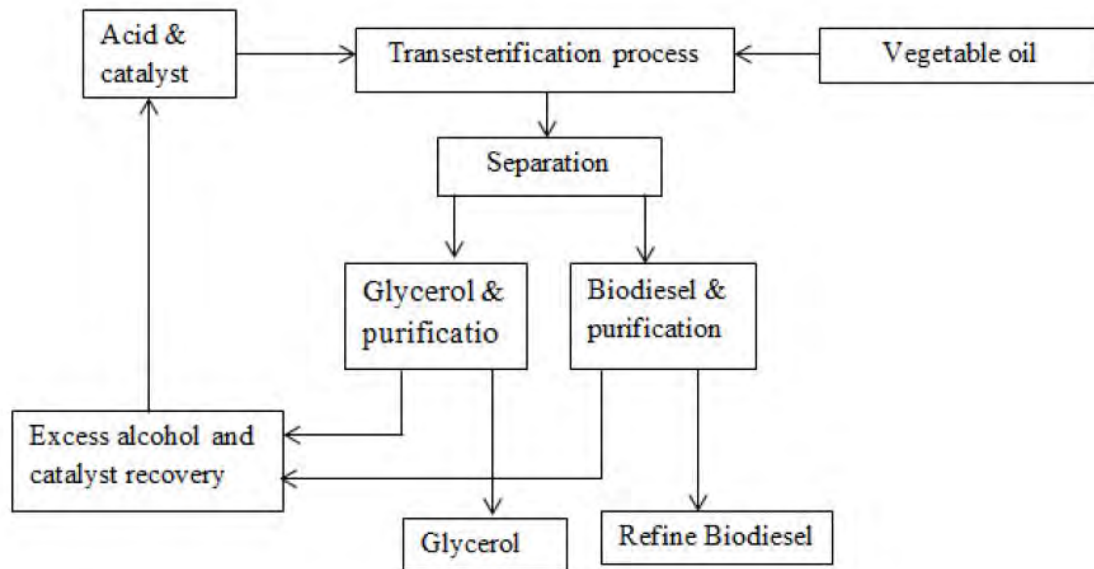 Acid &
catalyst
Transesterification process
Vegetable oil
Separation
Glycerol &
purificatio
Biodiesel &
purification
Excess alcohol and
catalyst recovery
Glycerol
Refine Biodiesel